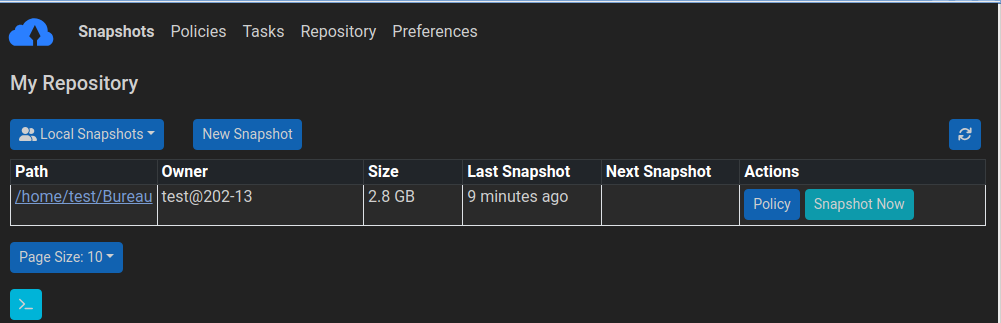 Snapshots Policies Tasks Repository Preferences
My Repository
Local Snapshots New Snapshot
Path Owner Size Last Snapshot Next Snapshot Actions
/home/test/Bureau test@202-13 2.8 GB 9 minutes ago Policy Snapshot Now
Page Size: 10
>_